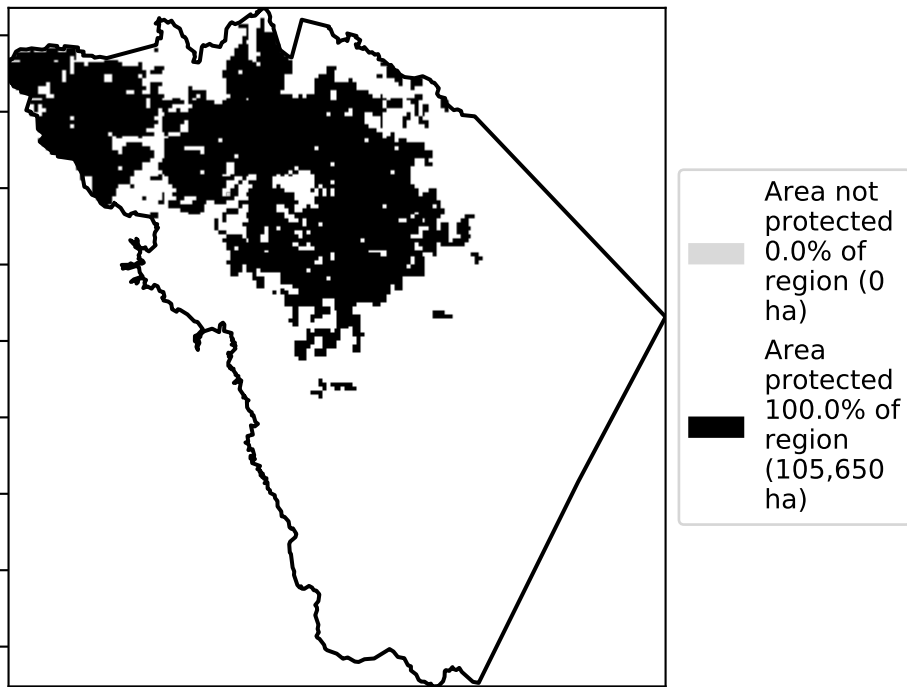 Area not
protected
0.0% of
region (0
ha)
Area
protected
100.0% of
region
(105,650
ha)